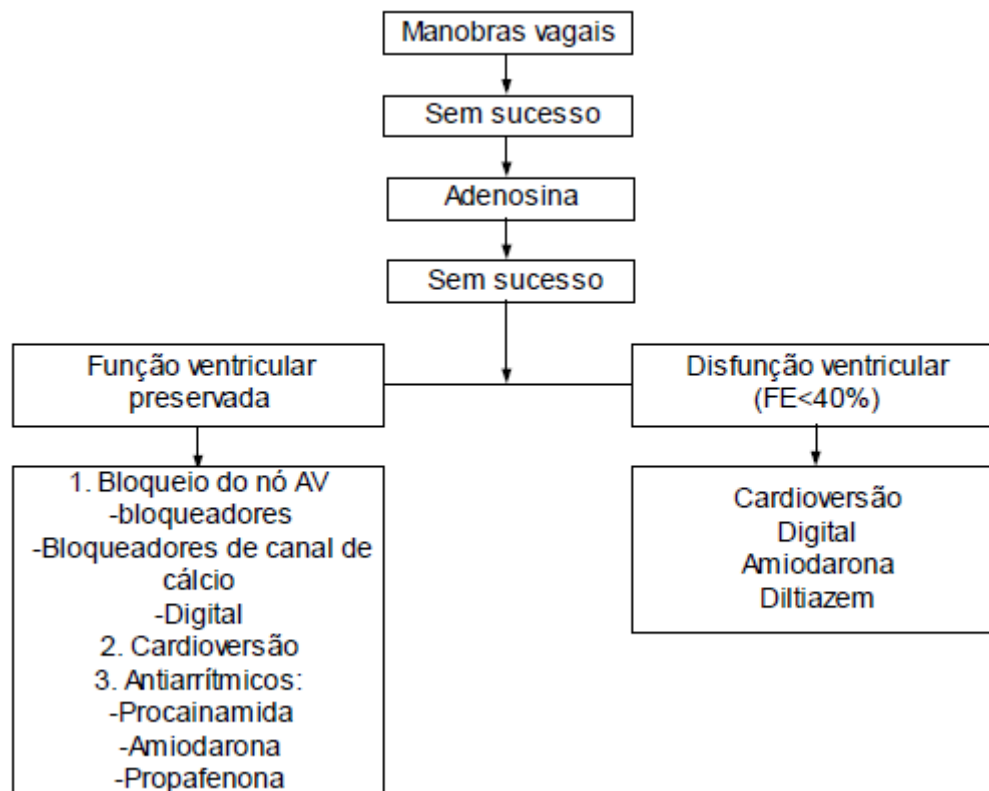 Manobras vagais
Sem sucesso
Adenosina
Sem sucesso
Função ventricular
preservada
Disfunção ventricular
(FE<40%)
1. Bloqueio do nó AV
-bloqueadores
-Bloqueadores de canal de
cálcio
-Digital
2. Cardioversão
3. Antiarrítmicos:
-Procainamida
-Amiodarona
-Propafenona
Cardioversão
Digital
Amiodarona
Diltiazem